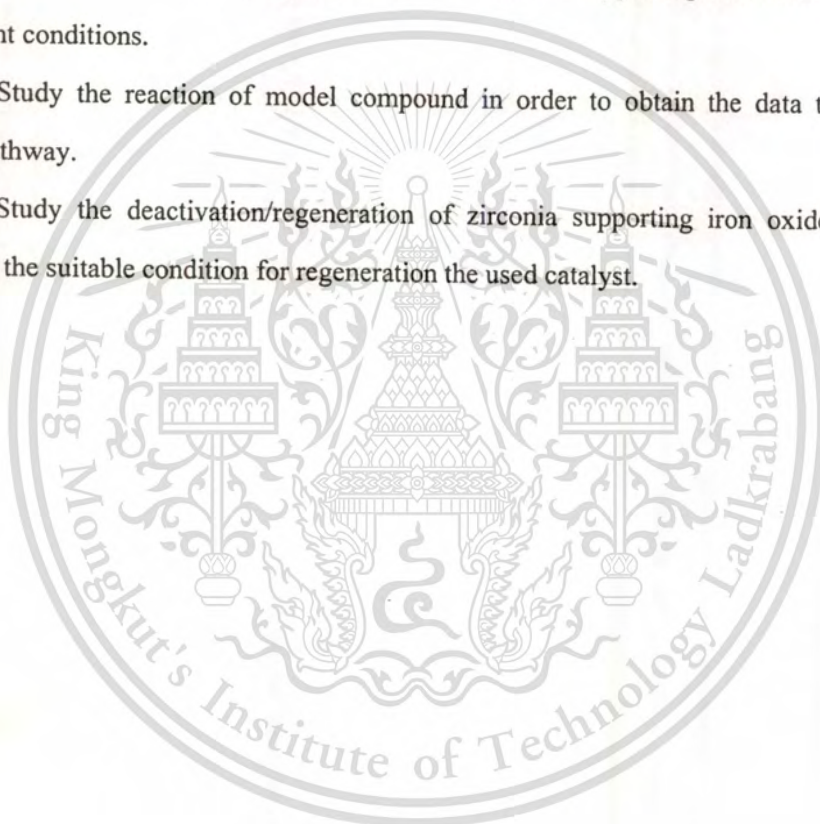 nt conditions.
Study the reaction of model compound in order to obtain the data t
thway.
Study the deactivation/regeneration of zirconia supporting iron oxide
the suitable condition for regeneration the used catalyst.
King Mongkut's Institute of Technology Ladkrabang